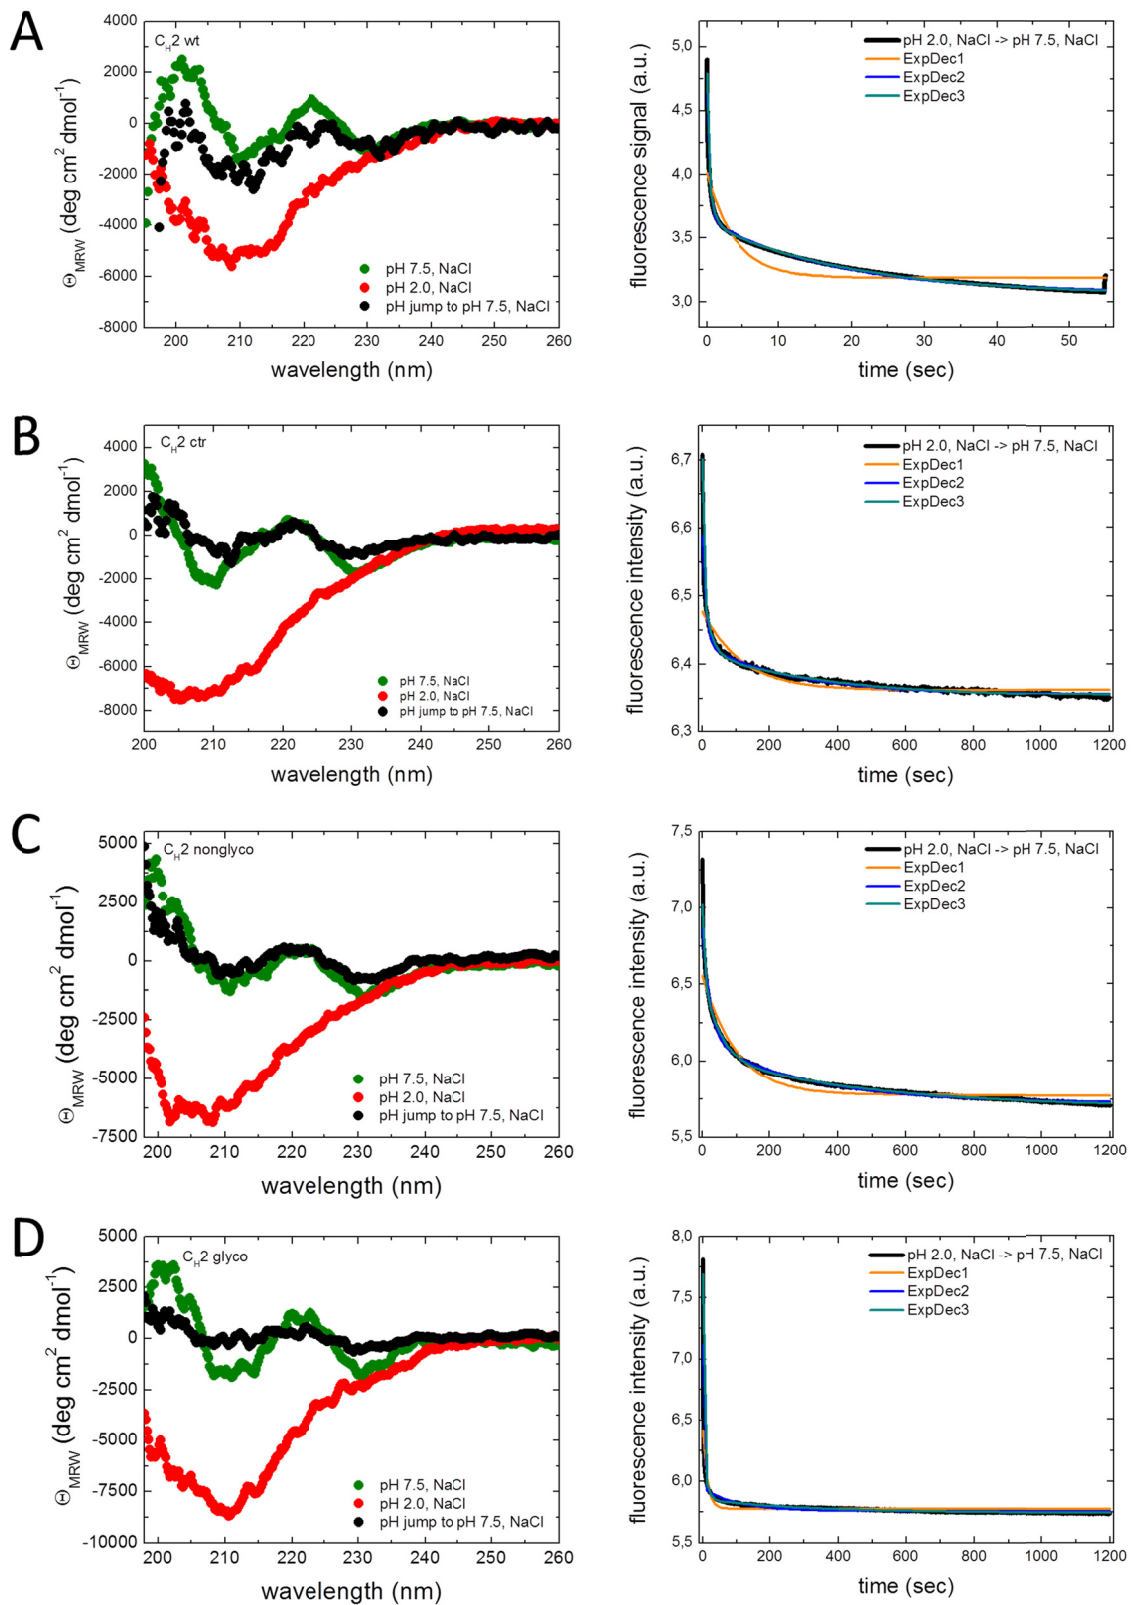 A
C_H2 wt
4000
2000
0
-2000
-4000
-6000
-8000
Θ_MRW (deg cm² dmol⁻¹)
pH 7.5, NaCl
pH 2.0, NaCl
pH jump to pH 7.5, NaCl
200 210 220 230 240 250 260
wavelength (nm)
5,0
4,5
4,0
3,5
3,0
fluorescence signal (a.u.)
pH 2.0, NaCl -> pH 7.5, NaCl
ExpDec1
ExpDec2
ExpDec3
0 10 20 30 40 50
time (sec)
B
C_H2 ctr
4000
2000
0
-2000
-4000
-6000
-8000
Θ_MRW (deg cm² dmol⁻¹)
pH 7.5, NaCl
pH 2.0, NaCl
pH jump to pH 7.5, NaCl
200 210 220 230 240 250 260
wavelength (nm)
6,7
6,6
6,5
6,4
6,3
fluorescence intensity (a.u.)
pH 2.0, NaCl -> pH 7.5, NaCl
ExpDec1
ExpDec2
ExpDec3
0 200 400 600 800 1000 1200
time (sec)
C
C_H2 nonglyco
5000
2500
0
-2500
-5000
-7500
Θ_MRW (deg cm² dmol⁻¹)
pH 7.5, NaCl
pH 2.0, NaCl
pH jump to pH 7.5, NaCl
200 210 220 230 240 250 260
wavelength (nm)
7,5
7,0
6,5
6,0
5,5
fluorescence intensity (a.u.)
pH 2.0, NaCl -> pH 7.5, NaCl
ExpDec1
ExpDec2
ExpDec3
0 200 400 600 800 1000 1200
time (sec)
D
C_H2 glyco
5000
2500
0
-2500
-5000
-7500
-10000
Θ_MRW (deg cm² dmol⁻¹)
pH 7.5, NaCl
pH 2.0, NaCl
pH jump to pH 7.5, NaCl
200 210 220 230 240 250 260
wavelength (nm)
8,0
7,5
7,0
6,5
6,0
5,5
fluorescence intensity (a.u.)
pH 2.0, NaCl -> pH 7.5, NaCl
ExpDec1
ExpDec2
ExpDec3
0 200 400 600 800 1000 1200
time (sec)